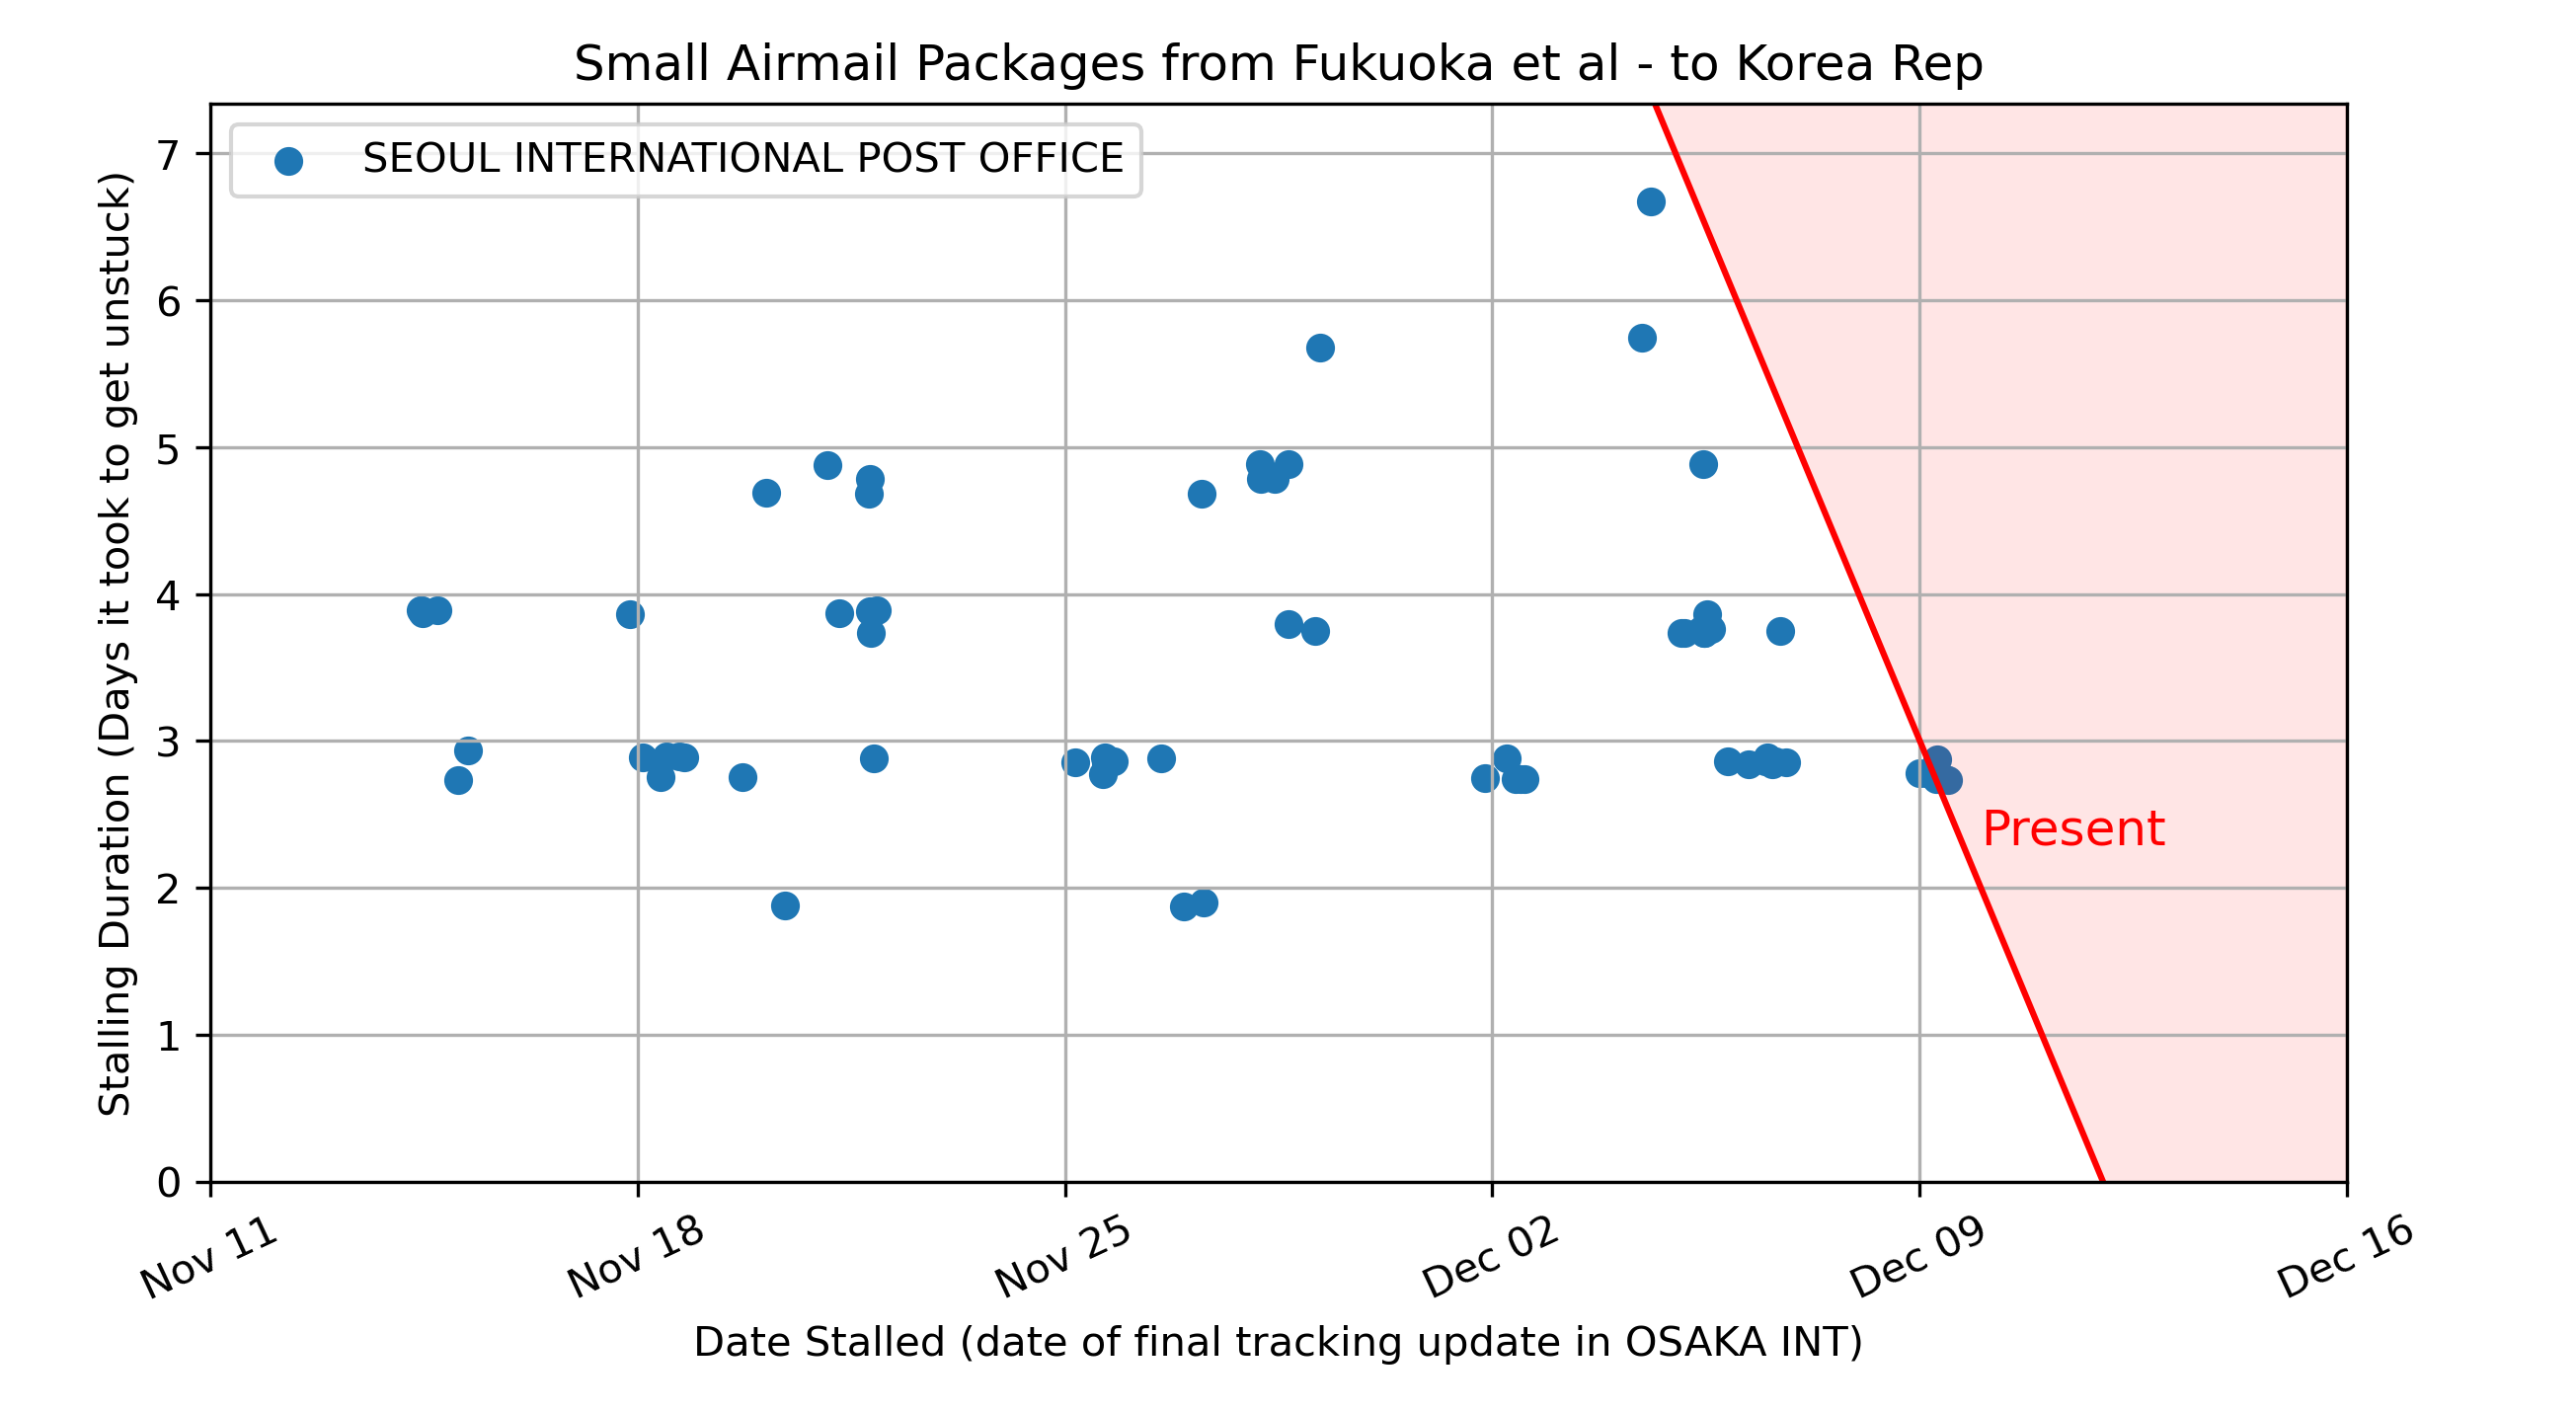 Small Airmail Packages from Fukuoka et al - to Korea Rep
SEOUL INTERNATIONAL POST OFFICE
Stalling Duration (Days it took to get unstuck)
7
6
5
4
3
2
1
0
Present
Nov 11
Nov 18
Nov 25
Dec 02
Dec 09
Dec 16
Date Stalled (date of final tracking update in OSAKA INT)